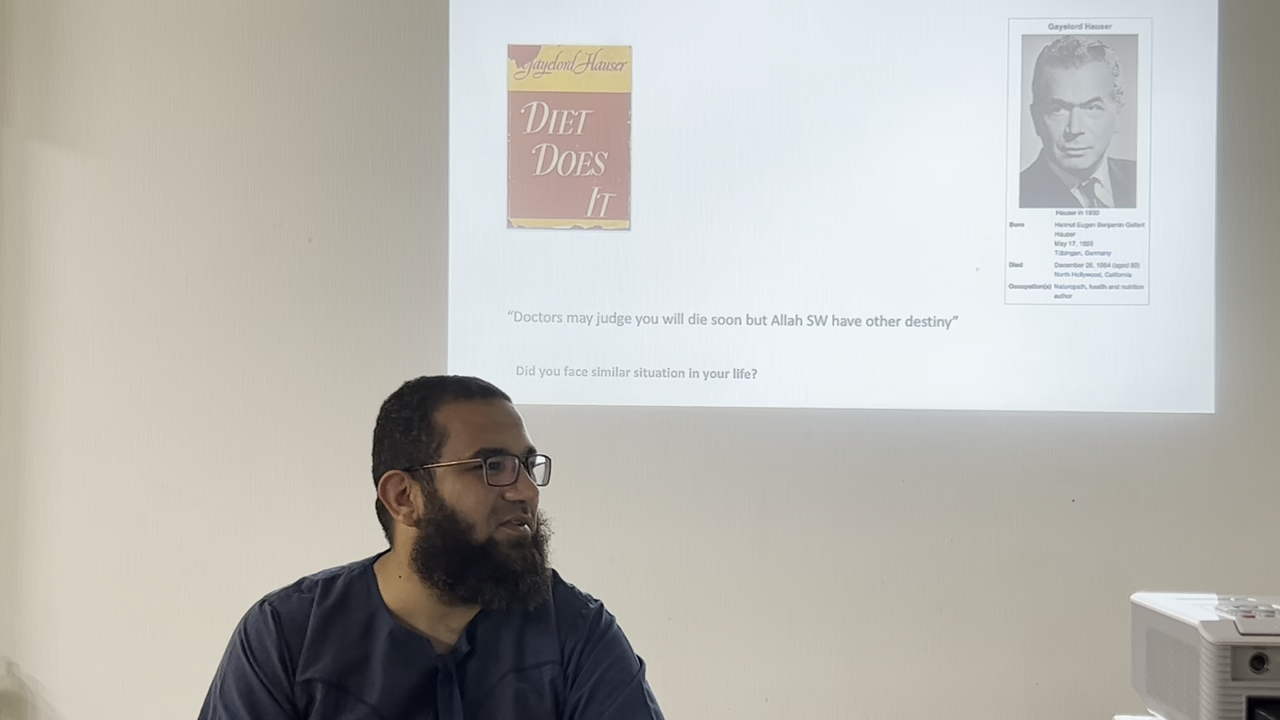 Gayelord Hauser
DIET
DOES
IT
Gayelord Hauser
Hauser in 1930
Born Helmut Eugen Benjamin Gellert
Hauser
May 17, 1895
Tübingen, Germany
Died December 26, 1984 (aged 89)
North Hollywood, California
Occupation(s) Naturopath, health and nutrition
author
“Doctors may judge you will die soon but Allah SW have other destiny”
Did you face similar situation in your life?